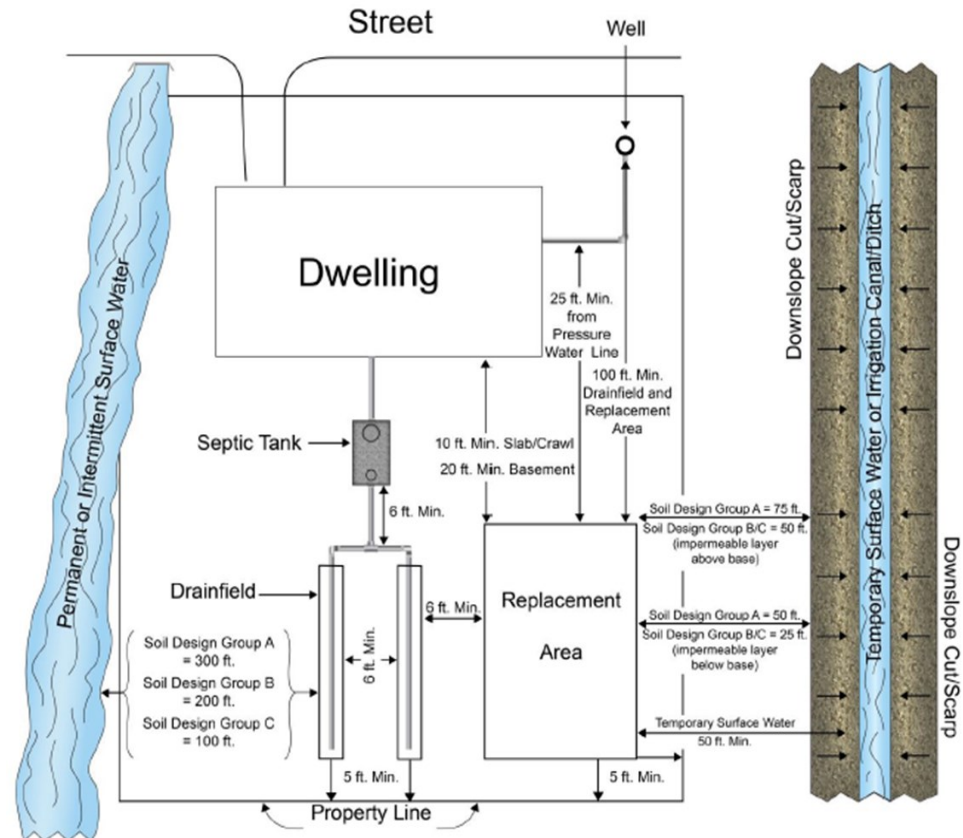 Street
Well
Dwelling
25 ft. Min.
from
Pressure
Water Line
100 ft. Min.
Drainfield and
Replacement
Area
Septic Tank
10 ft. Min. Slab/Crawl
20 ft. Min. Basement
6 ft. Min.
Drainfield
6 ft. Min.
6 ft. Min.
Replacement
Area
Soil Design Group A
= 300 ft.
Soil Design Group B
= 200 ft.
Soil Design Group C
= 100 ft.
5 ft. Min.
5 ft. Min.
Property Line
Permanent or Intermittent Surface Water
Soil Design Group A = 75 ft.
Soil Design Group B/C = 50 ft.
(impermeable layer
above base)
Soil Design Group A = 50 ft.
Soil Design Group B/C = 25 ft.
(impermeable layer
below base)
Temporary Surface Water
50 ft. Min.
Downslope Cut/Scarp
Temporary Surface Water or Irrigation Canal/Ditch
Downslope Cut/Scarp